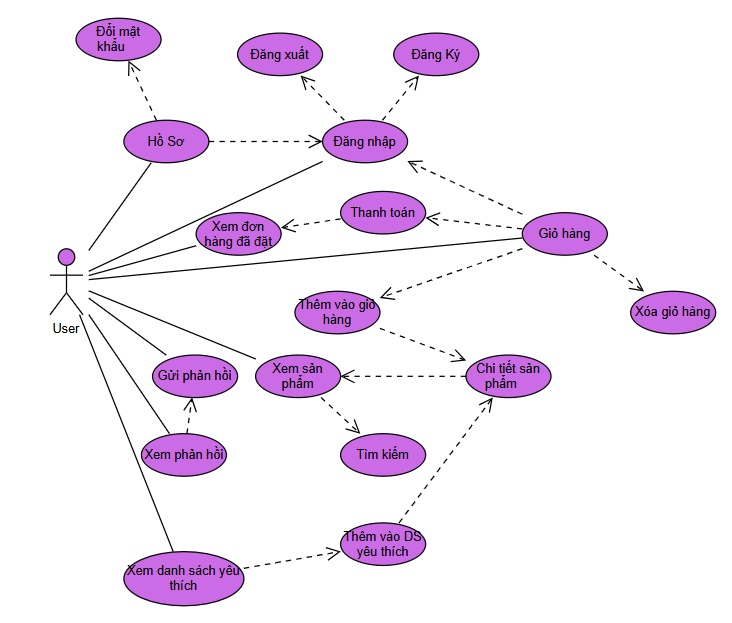 Đổi mật
khẩu
Đăng xuất
Đăng Ký
Hồ Sơ
Đăng nhập
Thanh toán
Xem đơn
hàng đã đặt
Giỏ hàng
User
Thêm vào giỏ
hàng
Xóa giỏ hàng
Gửi phản hồi
Xem sản
phẩm
Chi tiết sản
phẩm
Xem phản hồi
Tìm kiếm
Thêm vào DS
yêu thích
Xem danh sách yêu
thích